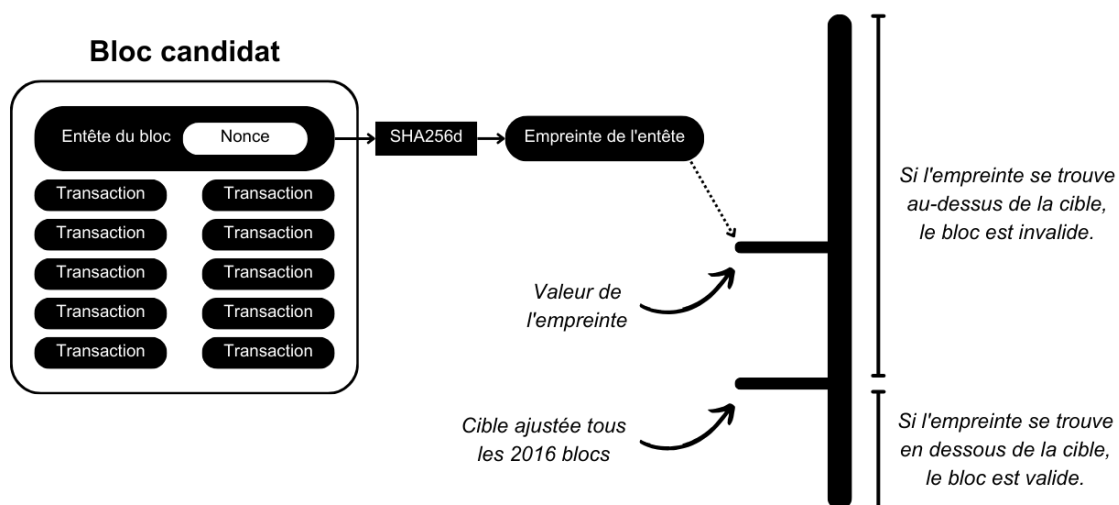 Bloc candidat
Entête du bloc
Nonce
SHA256d
Empreinte de l'entête
Transaction
Transaction
Transaction
Transaction
Transaction
Transaction
Transaction
Transaction
Transaction
Transaction
Valeur de
l'empreinte
Cible ajustée tous
les 2016 blocs
Si l'empreinte se trouve
au-dessus de la cible,
le bloc est invalide.
Si l'empreinte se trouve
en dessous de la cible,
le bloc est valide.